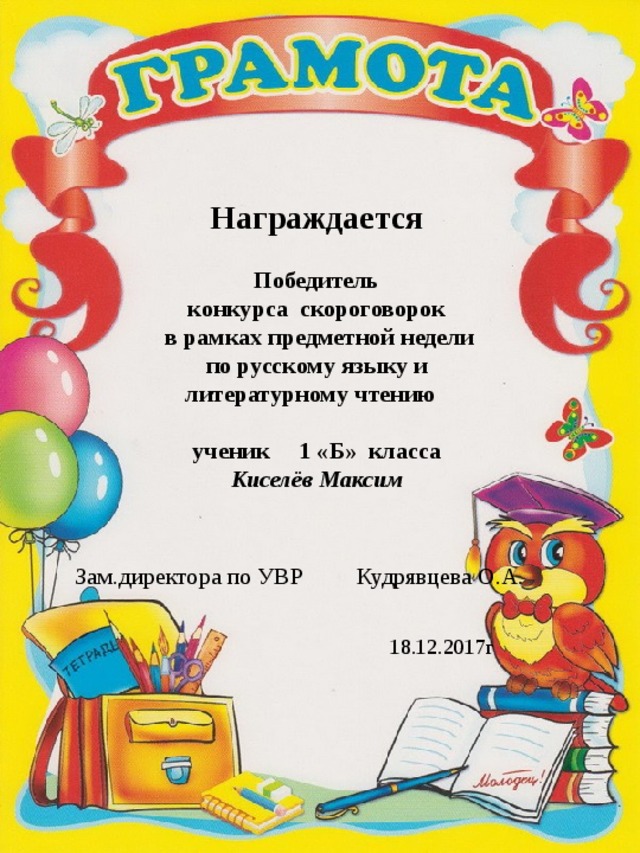 ГРАМОТА
Награждается
Победитель
конкурса скороговорок
в рамках предметной недели
по русскому языку и
литературному чтению
ученик 1 «Б» класса
Киселёв Максим
Зам.директора по УВР Кудрявцева О.А.
18.12.2017г
ТЕТРАДЬ
Молодец!